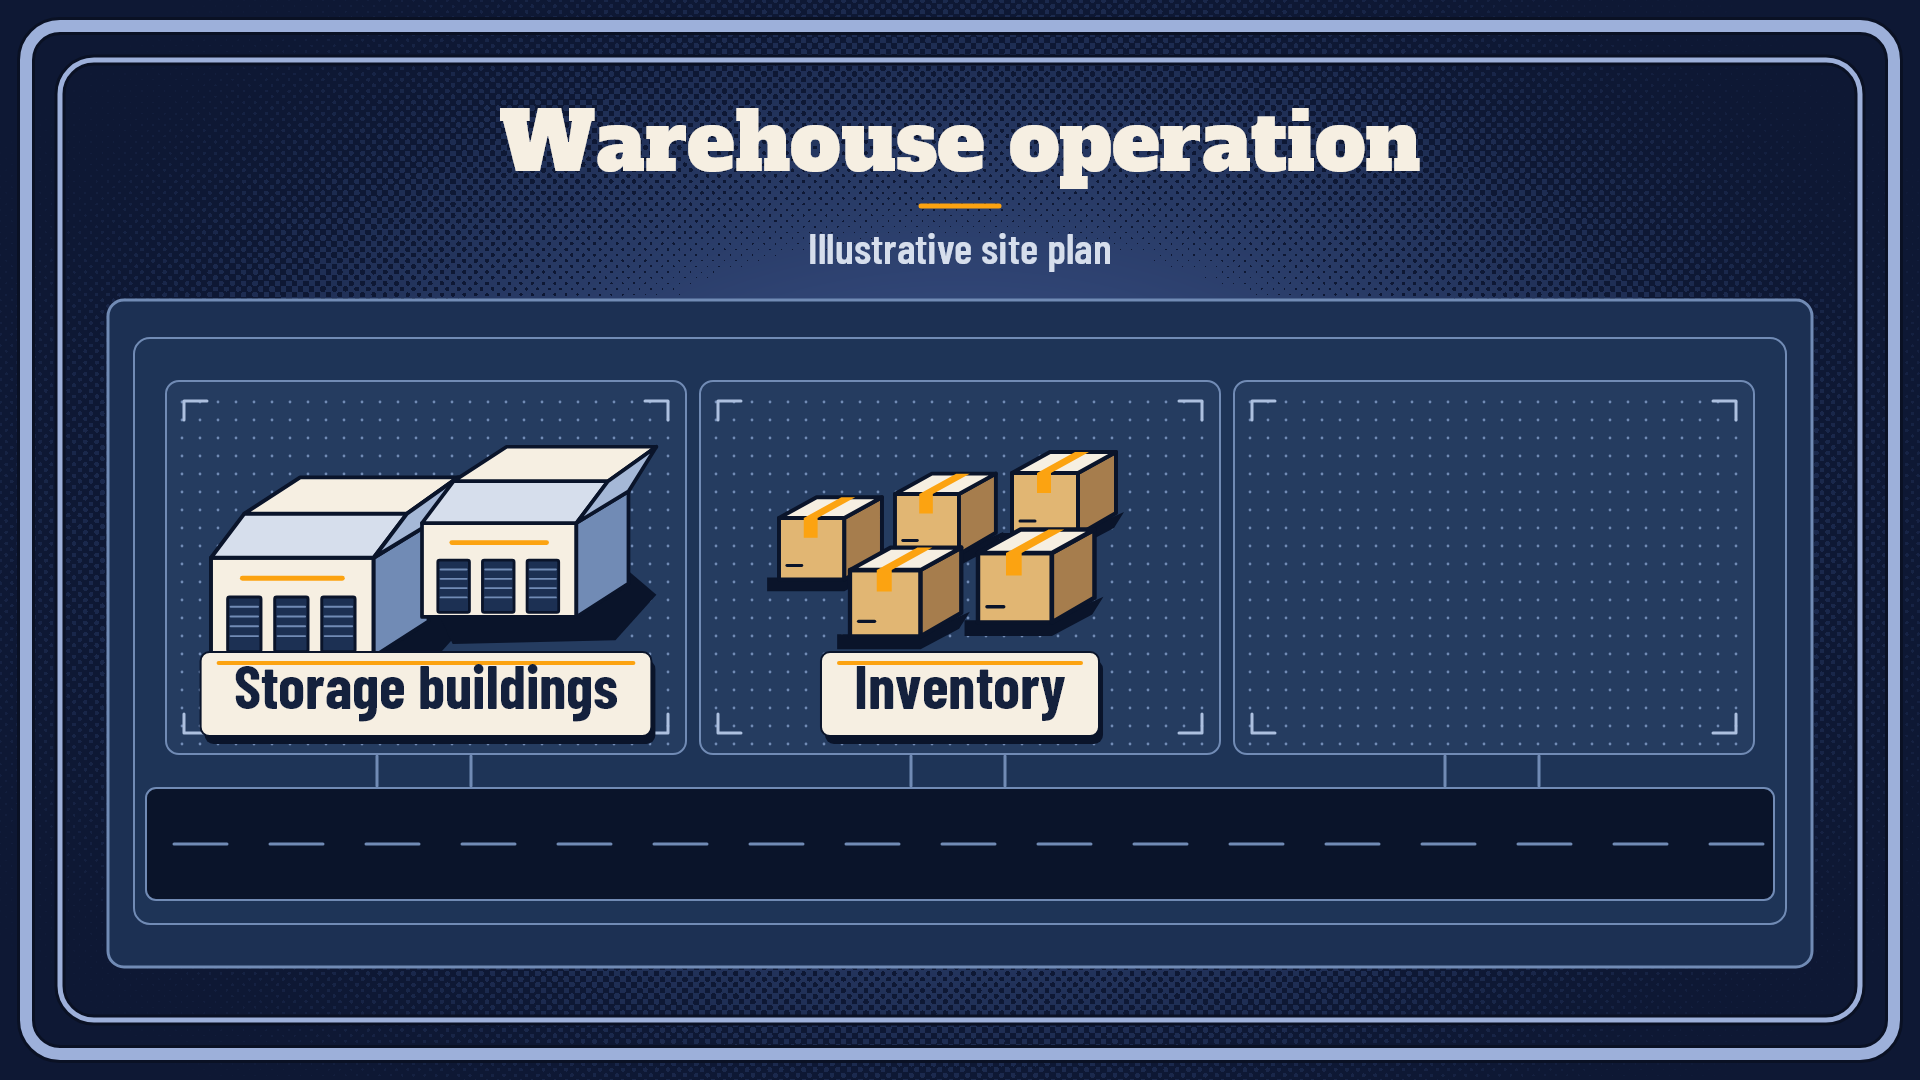 Warehouse operation
Illustrative site plan
Storage buildings
Inventory